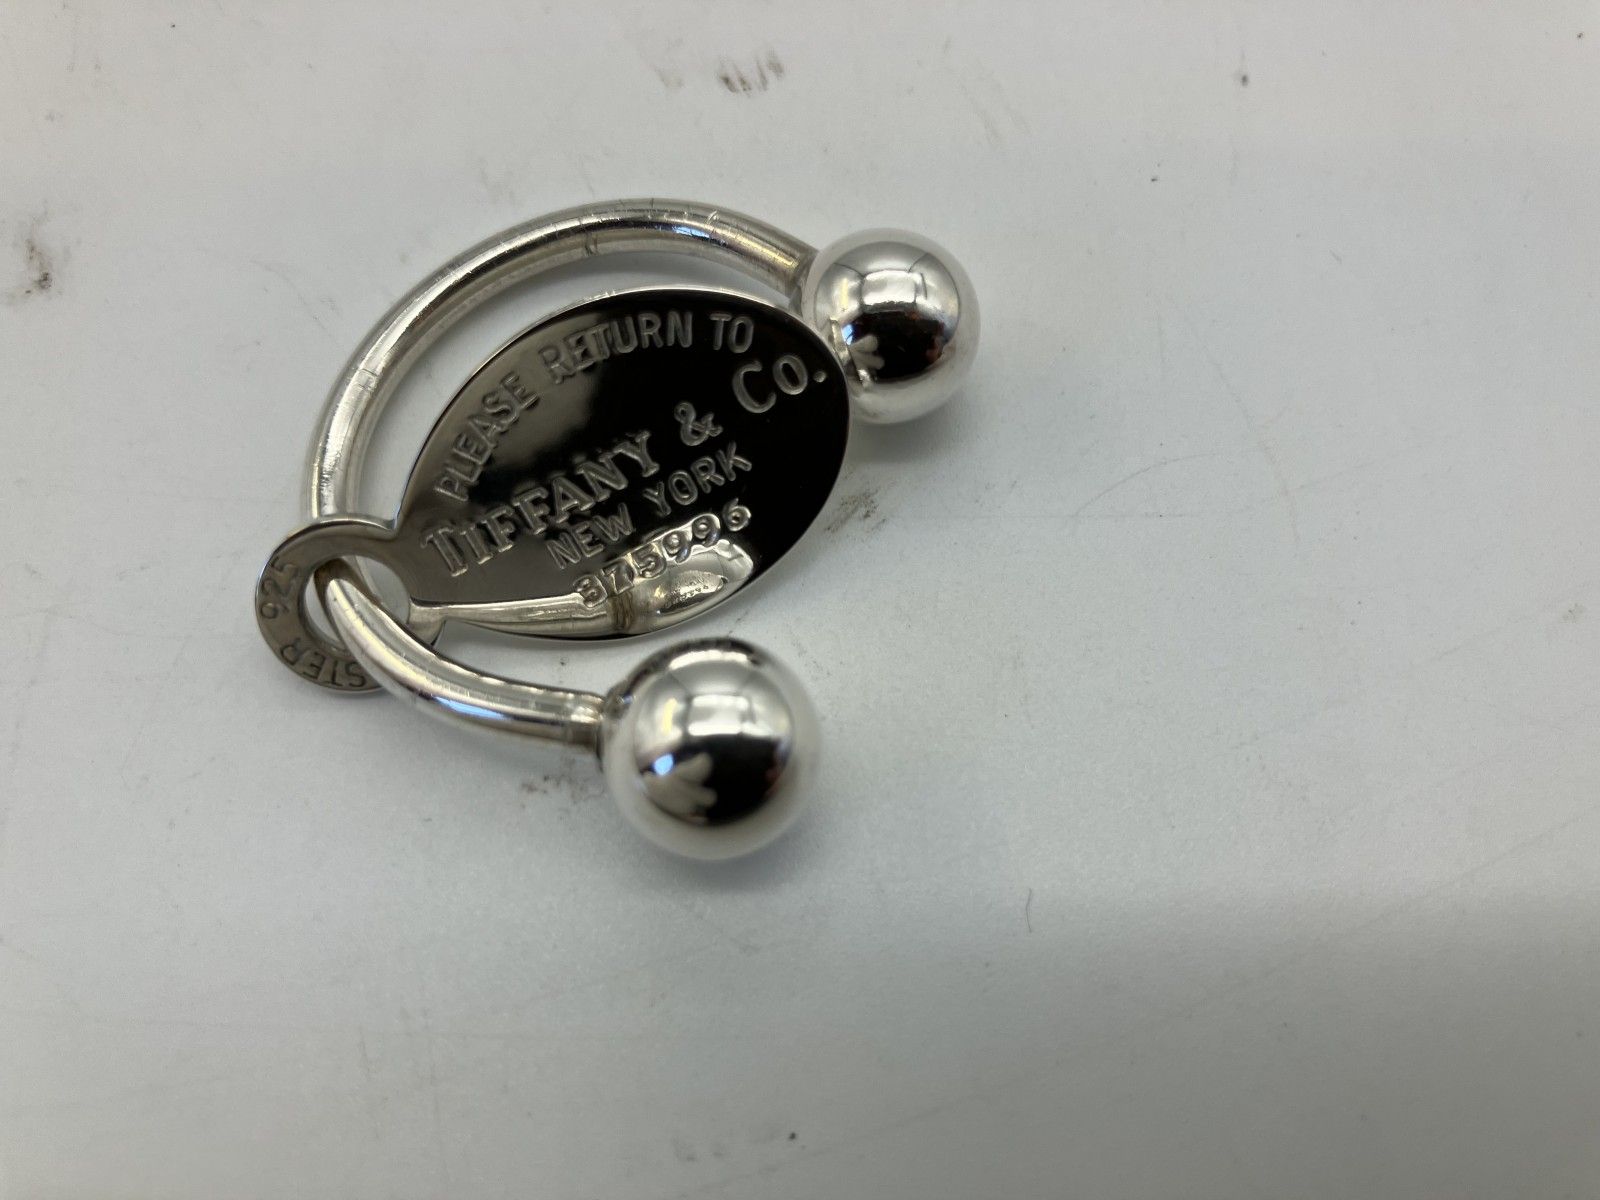 PLEASE RETURN TO
TIFFANY & CO.
NEW YORK
375996
STER 925